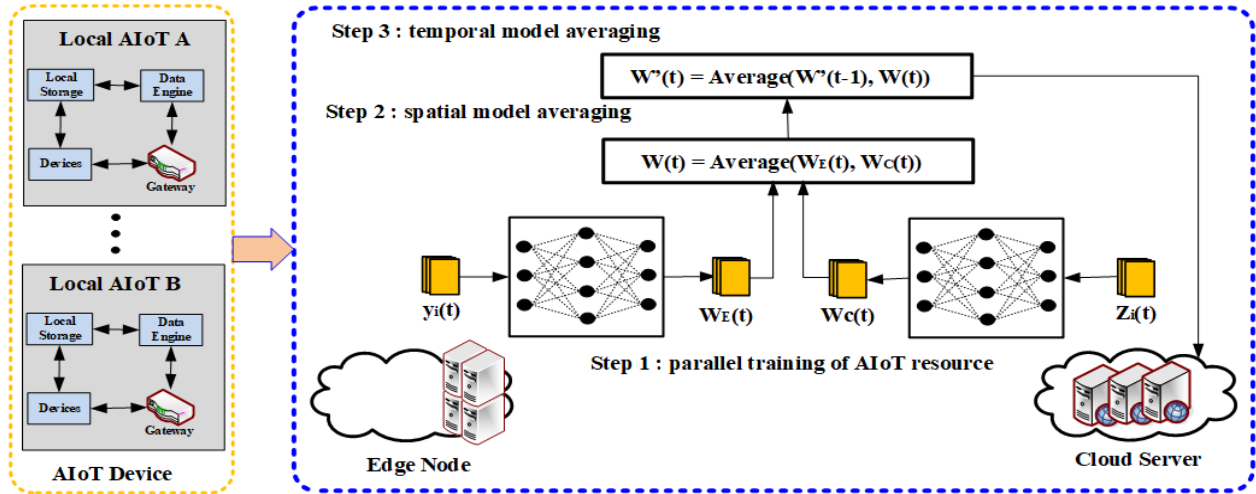 Local AIoT A
Local
Storage
Data
Engine
Devices
Gateway
Local AIoT B
Local
Storage
Data
Engine
Devices
Gateway
AIoT Device
Step 3 : temporal model averaging
W’(t) = Average(W’(t-1), W(t))
Step 2 : spatial model averaging
W(t) = Average(WE(t), WC(t))
yi(t)
WE(t)
WC(t)
Zi(t)
Step 1 : parallel training of AIoT resource
Edge Node
Cloud Server